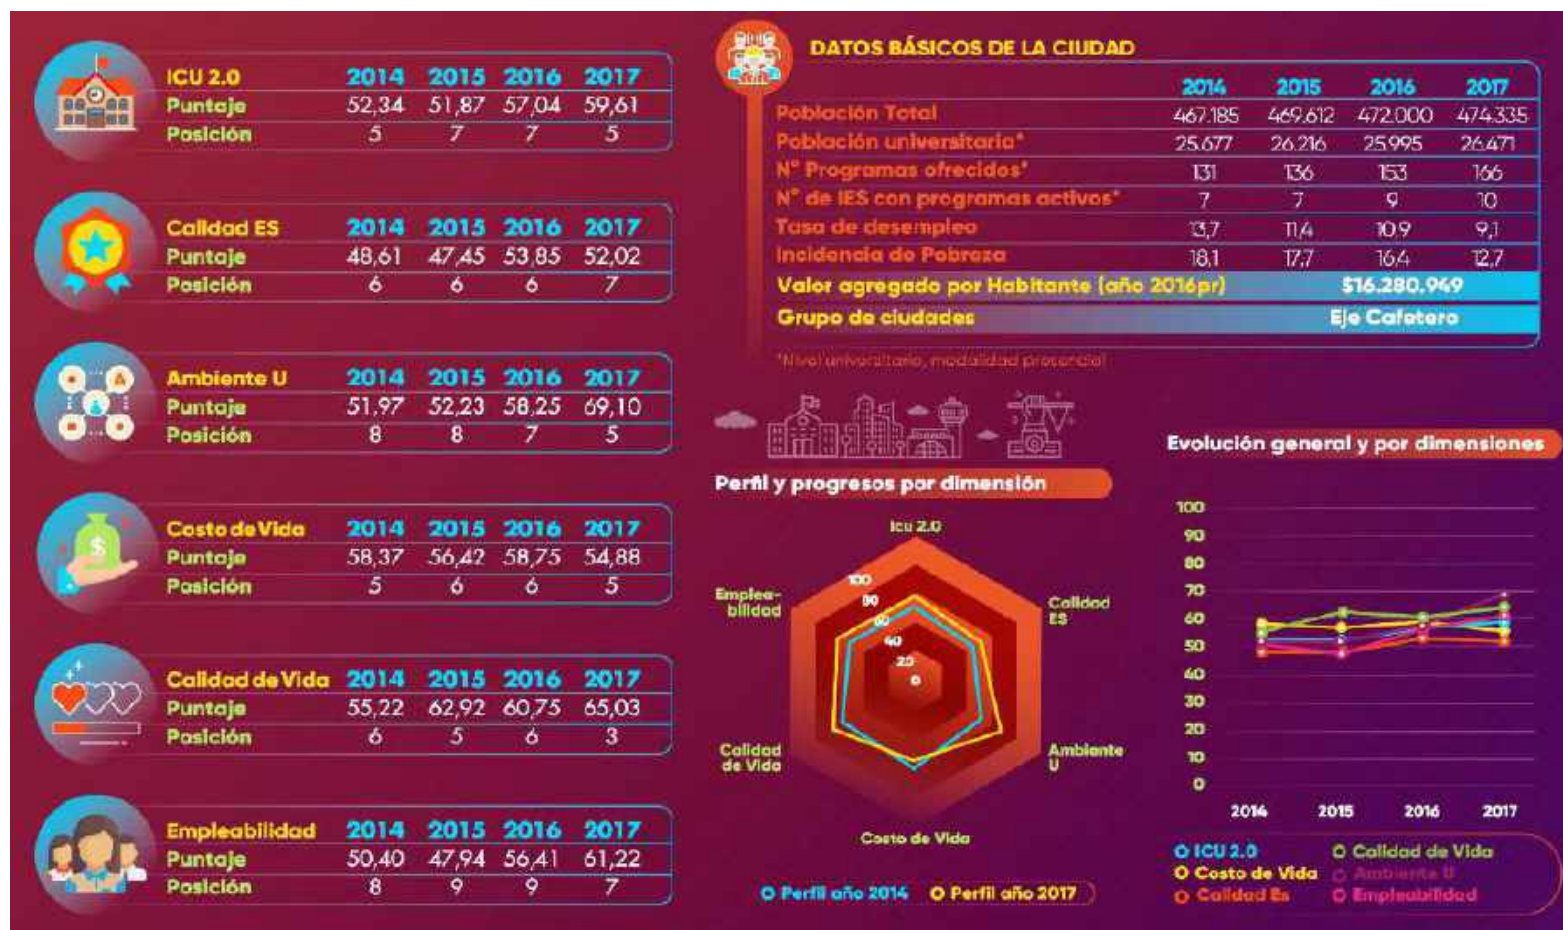 ICU 2.0 2014 2015 2016 2017
Puntaje 52,34 51,87 57,04 59,61
Posición 5 7 7 5
Calidad ES 2014 2015 2016 2017
Puntaje 48,61 47,45 53,85 52,02
Posición 6 6 6 7
Ambiente U 2014 2015 2016 2017
Puntaje 51,97 52,23 58,25 69,10
Posición 8 8 7 5
Costo de Vida 2014 2015 2016 2017
Puntaje 58,37 56,42 58,75 54,88
Posición 5 6 6 5
Calidad de Vida 2014 2015 2016 2017
Puntaje 55,22 62,92 60,75 65,03
Posición 6 5 6 3
Empleabilidad 2014 2015 2016 2017
Puntaje 50,40 47,94 56,41 61,22
Posición 8 9 9 7
DATOS BÁSICOS DE LA CIUDAD
2014 2015 2016 2017
Población Total 467.185 469.612 472.000 474.335
Población universitaria* 25.677 26.216 25.995 26.471
N° Programas ofrecidos* 131 136 153 166
N° de IES con programas activos* 7 7 9 10
Tasa de desempleo 13,7 11,4 10,9 9,1
Incidencia de Pobreza 18,1 17,7 16,4 12,7
Valor agregado por Habitante (año 2016pr) $16.280.949
Grupo de ciudades Eje Cafetero
*Nivel universitario, modalidad presencial
Perfil y progresos por dimensión
Icu 2.0
Calidad
ES
Ambiente
U
Costo de Vida
Calidad
de Vida
Emplea-
bilidad
100
80
60
40
20
0
Perfil año 2014 Perfil año 2017
Evolución general y por dimensiones
100
90
80
70
60
50
40
30
20
10
0
2014 2015 2016 2017
ICU 2.0 Calidad de Vida
Costo de Vida Ambiente U
Calidad Es Empleabilidad